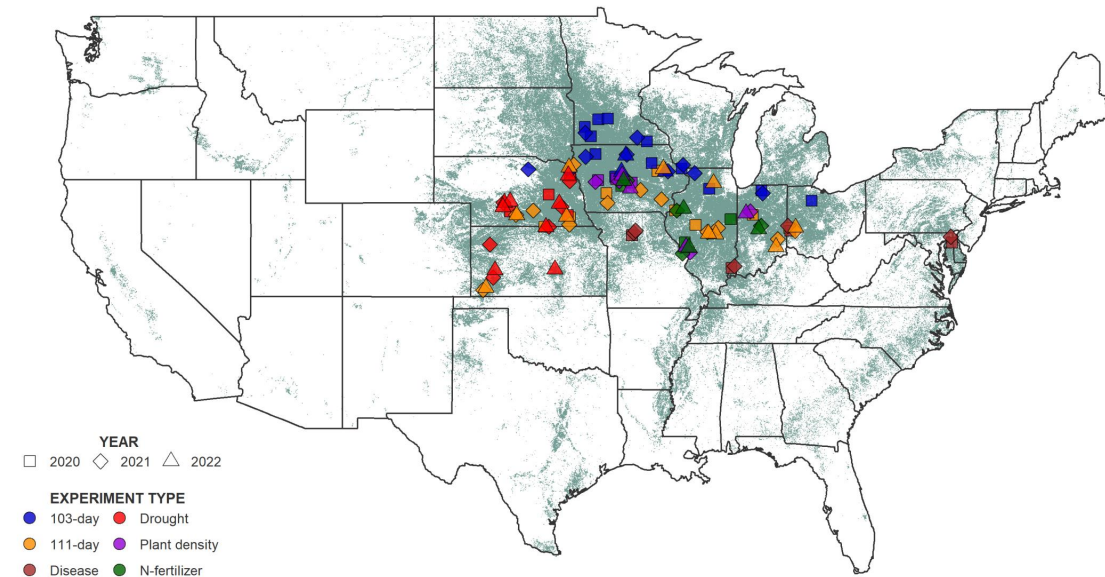 YEAR
2020 2021 2022
EXPERIMENT TYPE
103-day Drought
111-day Plant density
Disease N-fertilizer